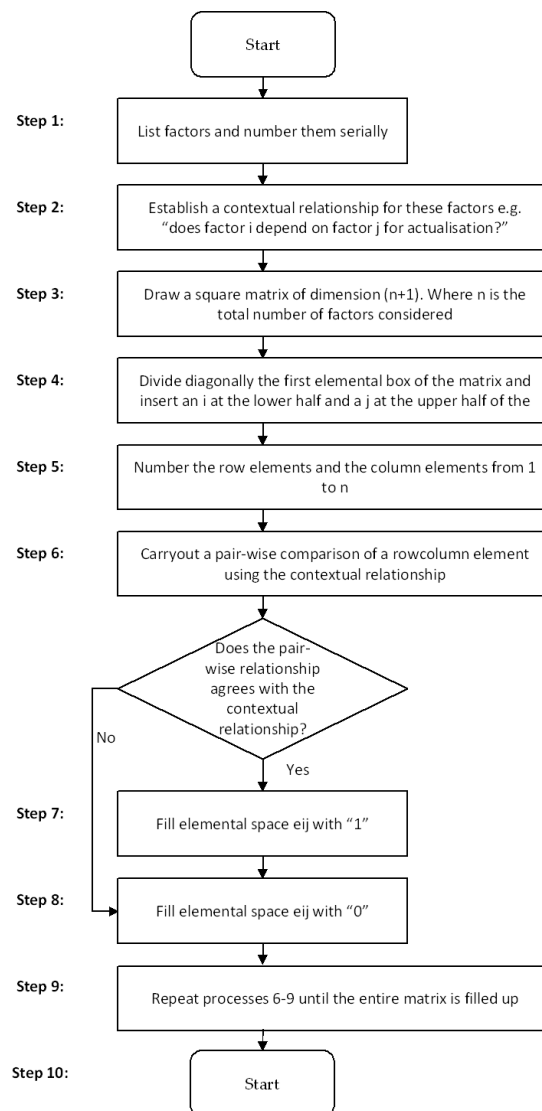 Start
Step 1:
List factors and number them serially
Step 2:
Establish a contextual relationship for these factors e.g.
“does factor i depend on factor j for actualisation?”
Step 3:
Draw a square matrix of dimension (n+1). Where n is the
total number of factors considered
Step 4:
Divide diagonally the first elemental box of the matrix and
insert an i at the lower half and a j at the upper half of the
Step 5:
Number the row elements and the column elements from 1
to n
Step 6:
Carryout a pair-wise comparison of a rowcolumn element
using the contextual relationship
Does the pair-
wise relationship
agrees with the
contextual
relationship?
No
Yes
Step 7:
Fill elemental space eij with “1”
Step 8:
Fill elemental space eij with “0”
Step 9:
Repeat processes 6-9 until the entire matrix is filled up
Step 10:
Start